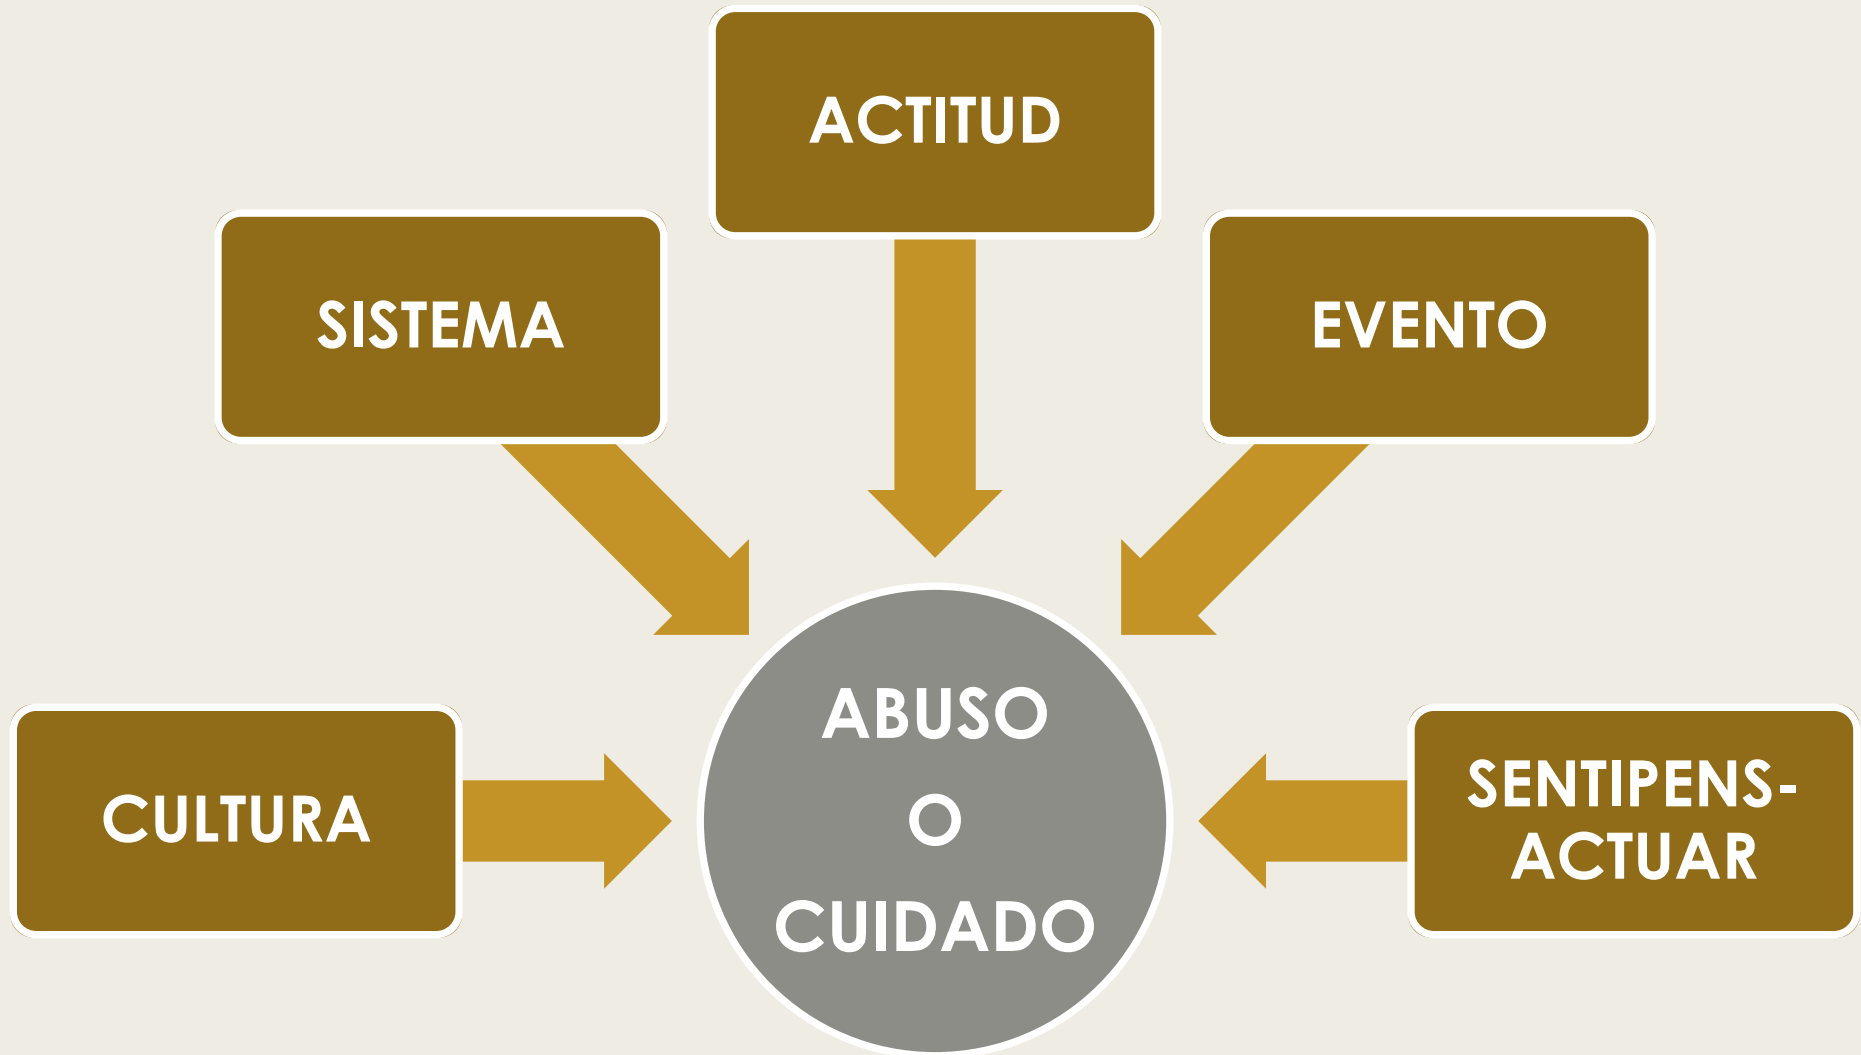 ACTITUD
SISTEMA
EVENTO
CULTURA
ABUSO
O
CUIDADO
SENTIPENS-
ACTUAR